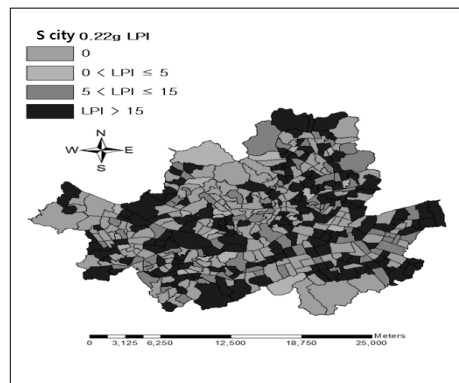 S city 0.22g LPI
0
0 < LPI ≤ 5
5 < LPI ≤ 15
LPI > 15
N
W E
S
Meters
0 3,125 6,250 12,500 18,750 25,000